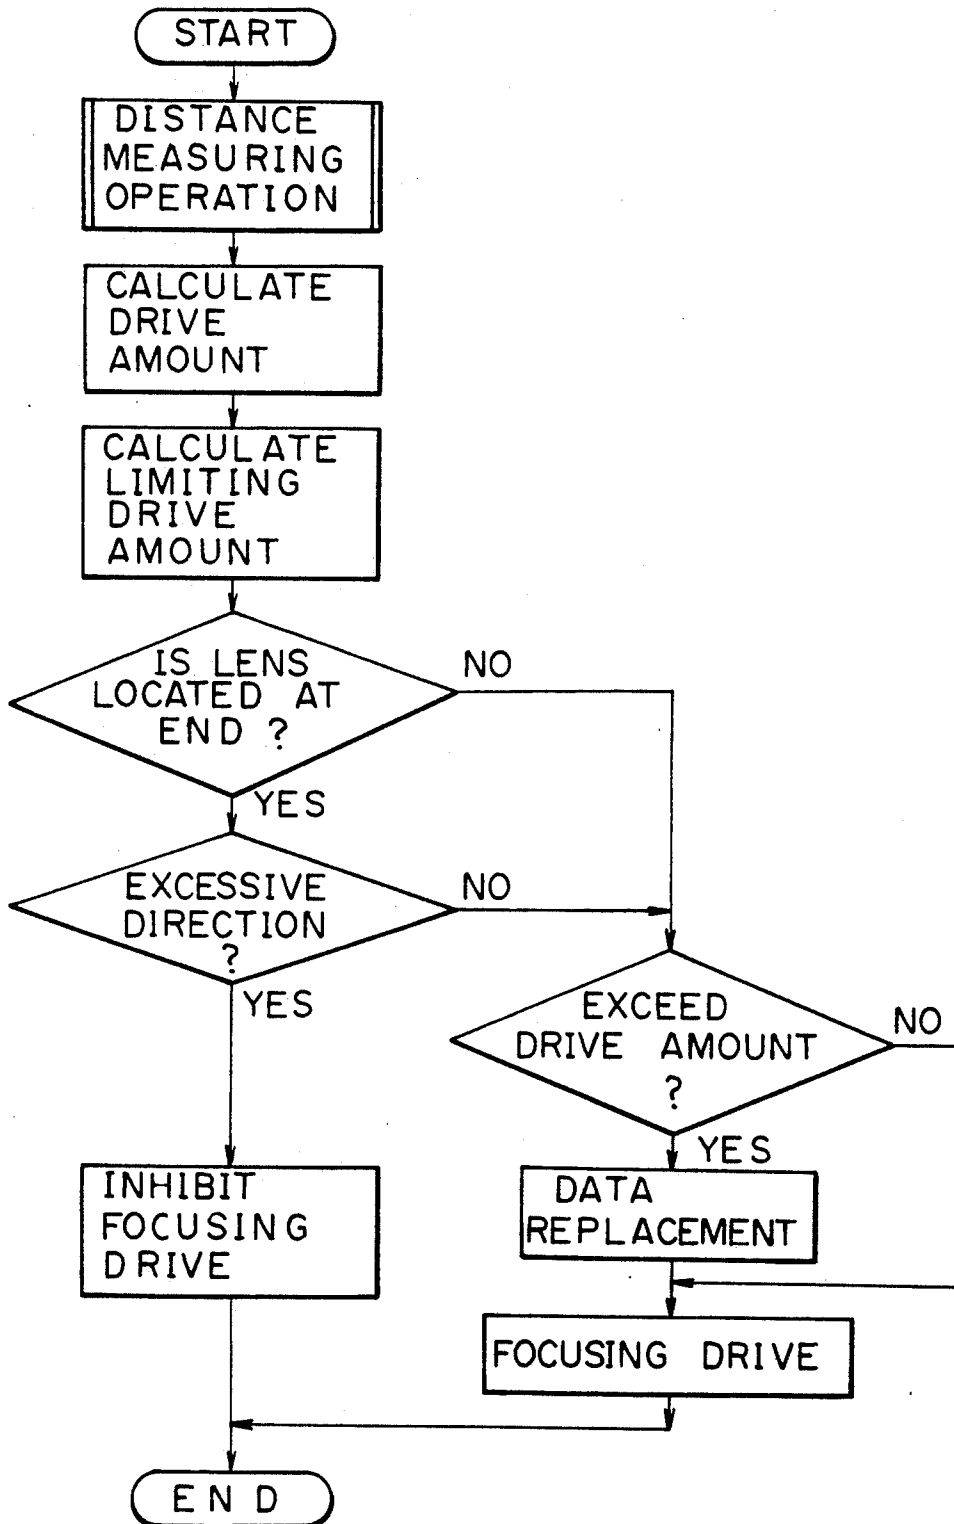 START
DISTANCE
MEASURING
OPERATION
CALCULATE
DRIVE
AMOUNT
CALCULATE
LIMITING
DRIVE
AMOUNT
IS LENS
LOCATED AT
END ?
NO
YES
EXCESSIVE
DIRECTION
?
NO
YES
EXCEED
DRIVE AMOUNT
?
NO
YES
INHIBIT
FOCUSING
DRIVE
DATA
REPLACEMENT
FOCUSING DRIVE
END